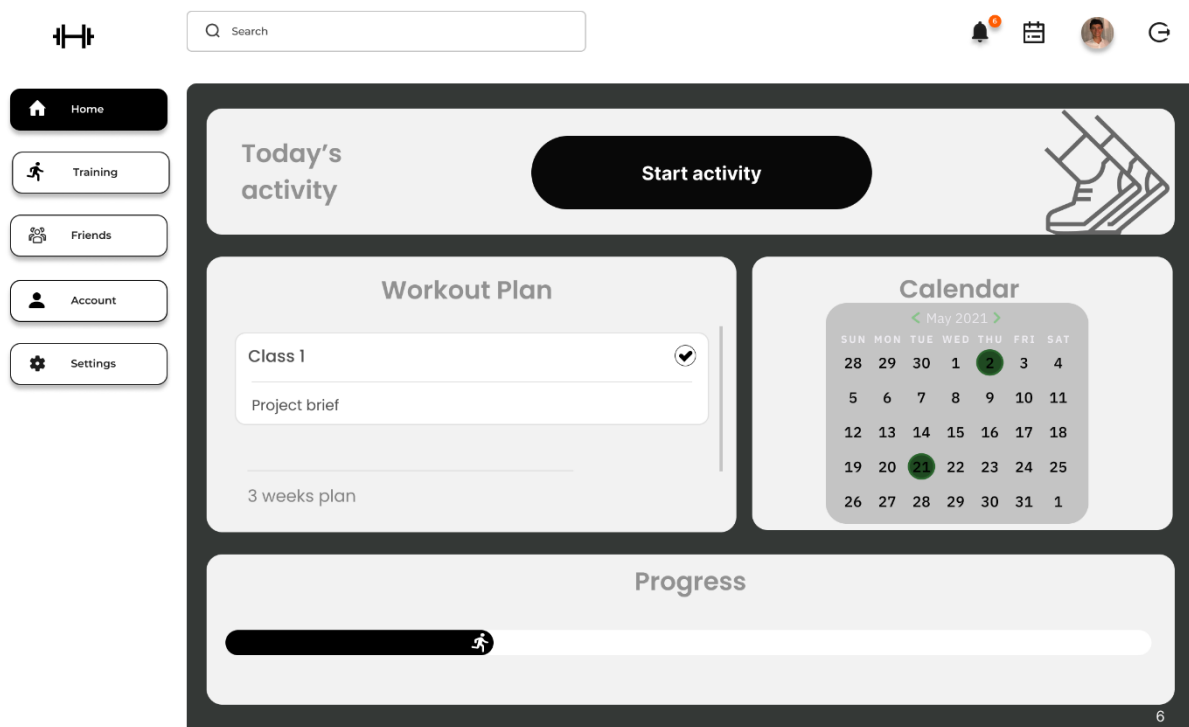 Search
6
Home
Training
Friends
Account
Settings
Today's
activity
Start activity
Workout Plan
Class 1
Project brief
3 weeks plan
Calendar
< May 2021 >
SUN MON TUE WED THU FRI SAT
28 29 30 1 2 3 4
5 6 7 8 9 10 11
12 13 14 15 16 17 18
19 20 21 22 23 24 25
26 27 28 29 30 31 1
Progress
6